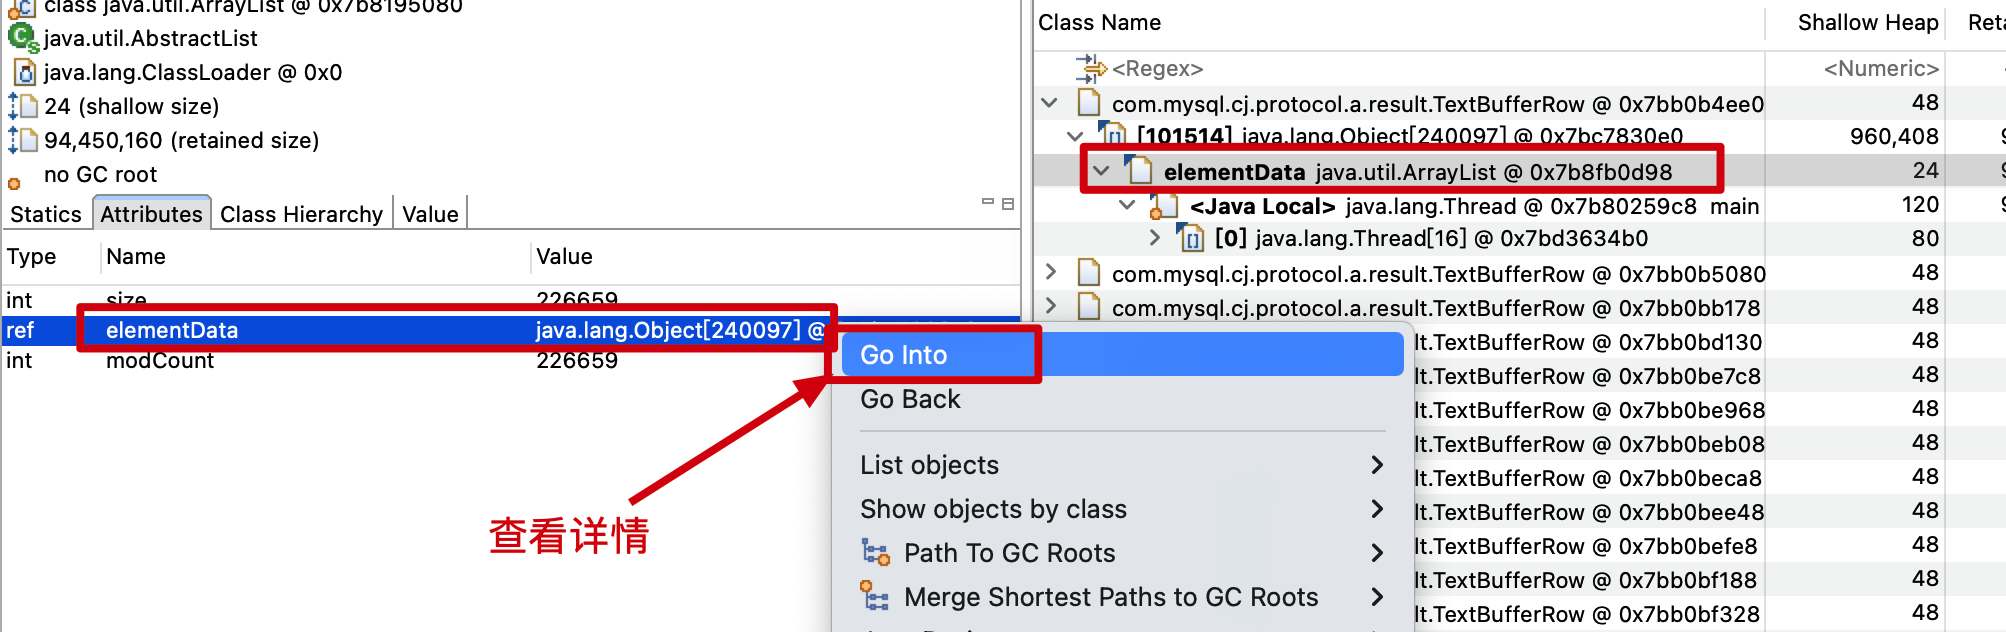 class java.util.ArrayList @ 0x7b8195080
java.util.AbstractList
java.lang.ClassLoader @ 0x0
24 (shallow size)
94,450,160 (retained size)
no GC root
Statics Attributes Class Hierarchy Value
Type Name Value
int size 226659
ref elementData java.lang.Object[240097] @
int modCount 226659
查看详情
Class Name Shallow Heap Reta
<Regex> <Numeric>
com.mysql.cj.protocol.a.result.TextBufferRow @ 0x7bb0b4ee0 48
[101514] java.lang.Object[240097] @ 0x7bc7830e0 960,408
elementData java.util.ArrayList @ 0x7b8fb0d98 24
<Java Local> java.lang.Thread @ 0x7b80259c8 main 120
[0] java.lang.Thread[16] @ 0x7bd3634b0 80
com.mysql.cj.protocol.a.result.TextBufferRow @ 0x7bb0b5080 48
com.mysql.cj.protocol.a.result.TextBufferRow @ 0x7bb0bb178 48
lt.TextBufferRow @ 0x7bb0bd130 48
lt.TextBufferRow @ 0x7bb0be7c8 48
lt.TextBufferRow @ 0x7bb0be968 48
lt.TextBufferRow @ 0x7bb0beb08 48
lt.TextBufferRow @ 0x7bb0beca8 48
lt.TextBufferRow @ 0x7bb0bee48 48
lt.TextBufferRow @ 0x7bb0befe8 48
lt.TextBufferRow @ 0x7bb0bf188 48
lt.TextBufferRow @ 0x7bb0bf328 48
Go Into
Go Back
List objects
Show objects by class
Path To GC Roots
Merge Shortest Paths to GC Roots